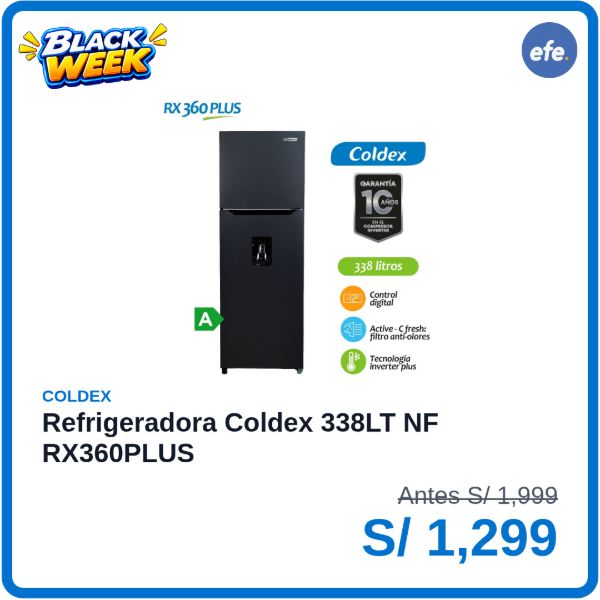 BLACK
WEEK
efe.
RX 360 PLUS
Coldex
GARANTÍA
10 AÑOS
EN EL
COMPRESOR
INVERTER
338 litros
Control
digital
Active - C fresh:
filtro anti-olores
Tecnología
inverter plus
A
COLDEX
Refrigeradora Coldex 338LT NF
RX360PLUS
Antes S/ 1,999
S/ 1,299